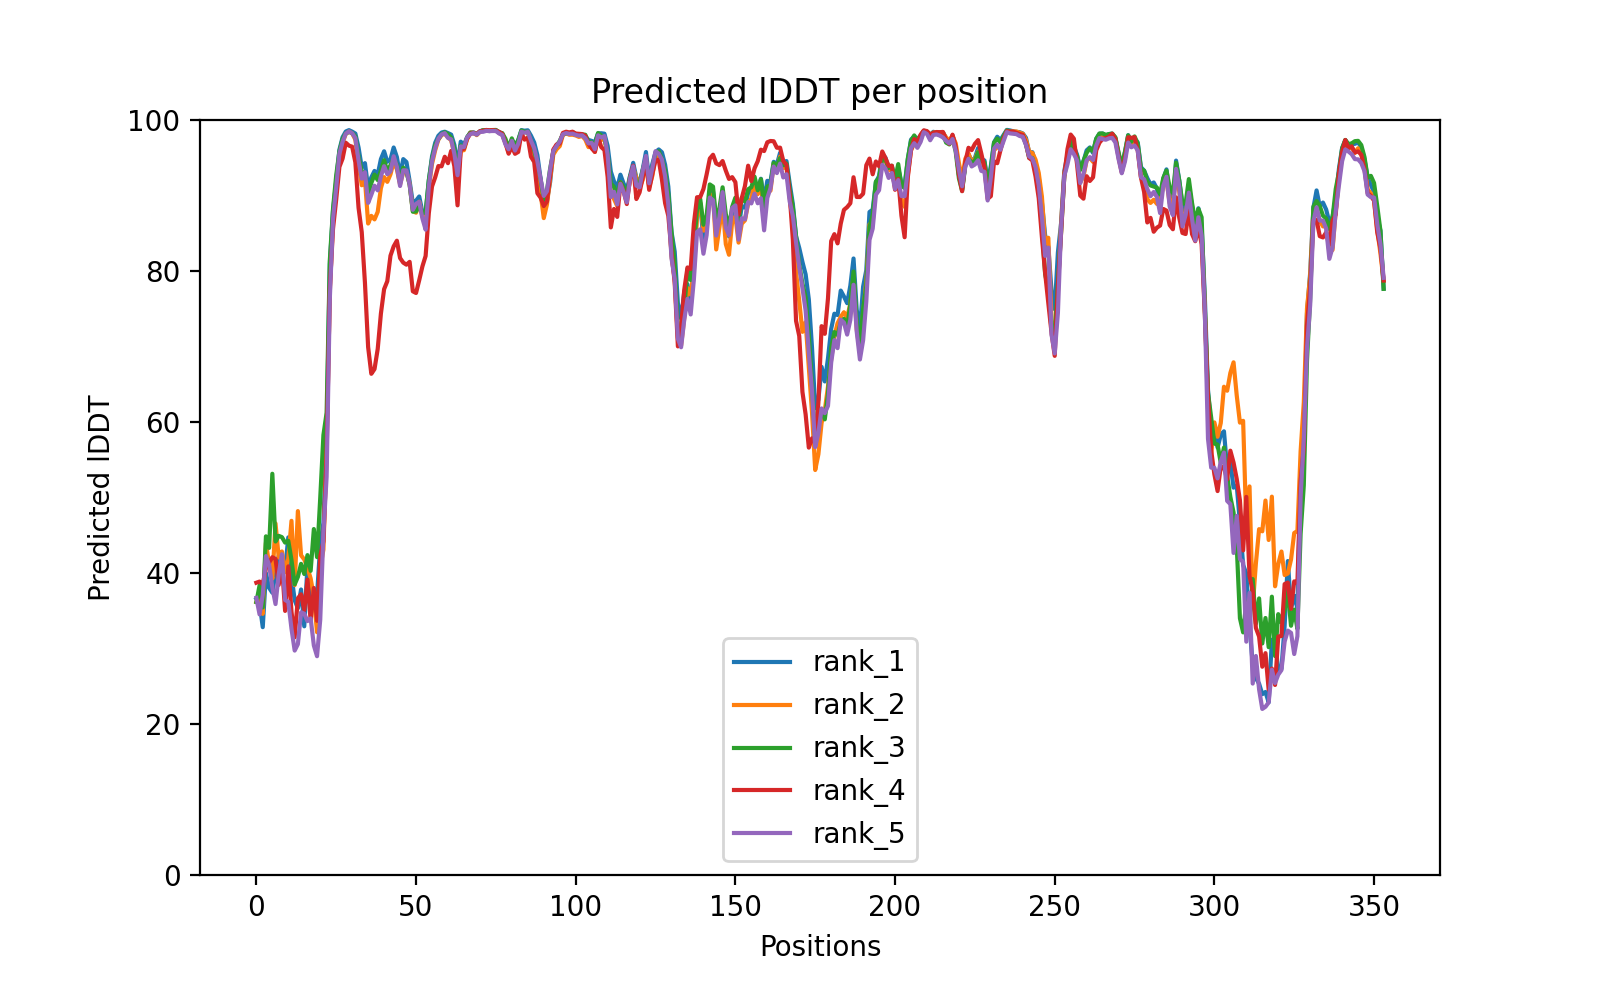 Predicted lDDT per position
100
80
60
40
20
0
Predicted lDDT
rank_1
rank_2
rank_3
rank_4
rank_5
0 50 100 150 200 250 300 350
Positions